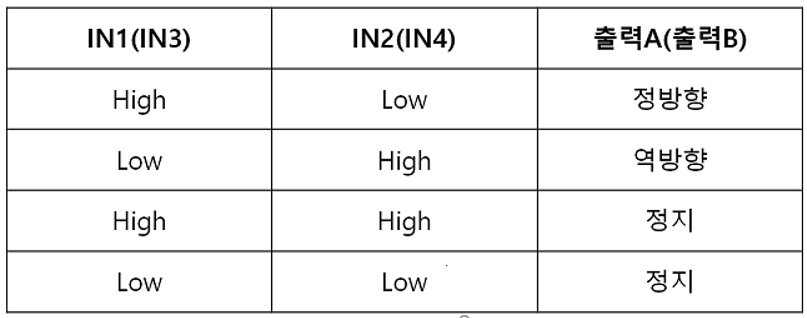 IN1(IN3) IN2(IN4) 출력A(출력B)
High Low 정방향
Low High 역방향
High High 정지
Low Low 정지